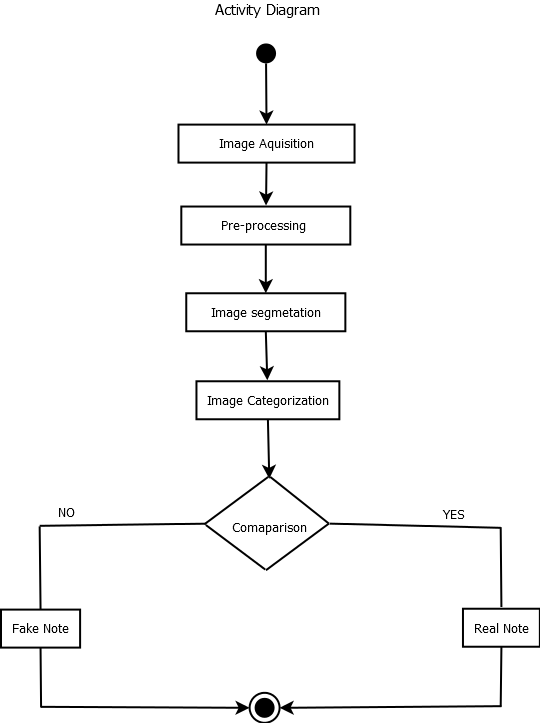 Activity Diagram
Image Aquisition
Pre-processing
Image segmetation
Image Categorization
Comaparison
NO
YES
Fake Note
Real Note